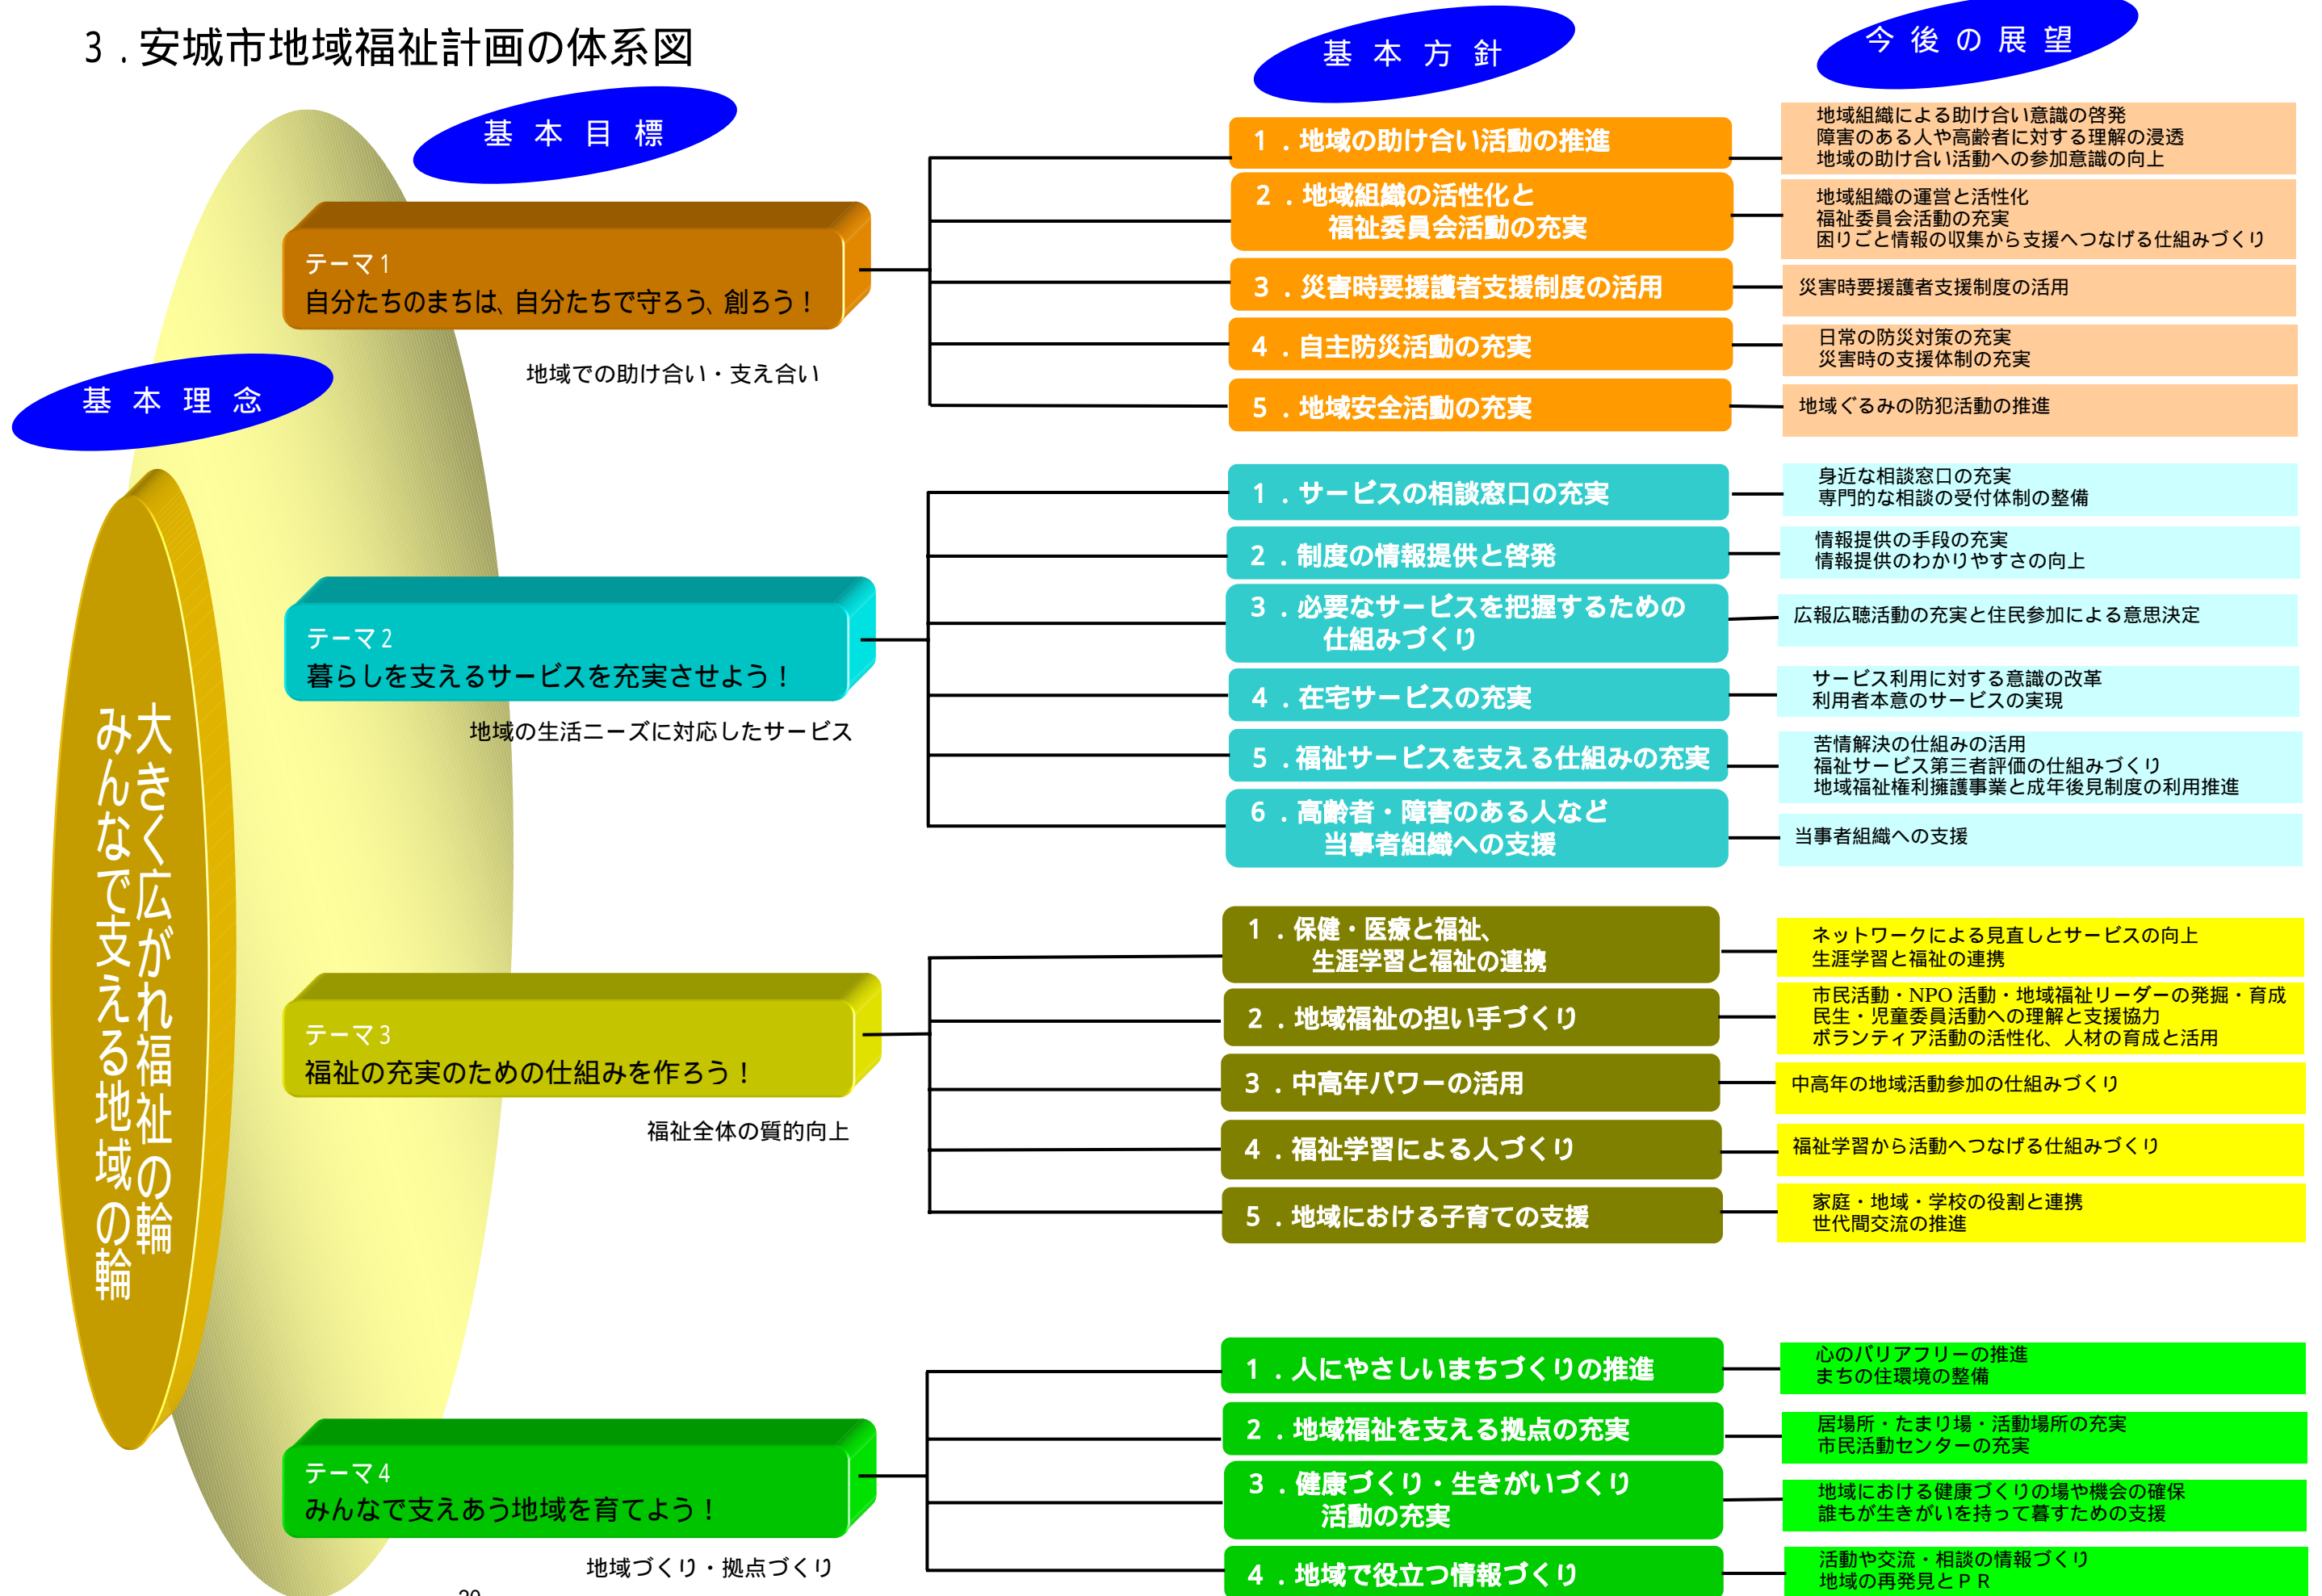 3．安城市地域福祉計画の体系図
基本理念
大きく広がれ福祉の輪
みんなで支える地域の輪
基本目標
基本方針
今後の展望
テーマ1
自分たちのまちは、自分たちで守ろう、創ろう！
地域での助け合い・支え合い
1．地域の助け合い活動の推進
地域組織による助け合い意識の啓発
障害のある人や高齢者に対する理解の浸透
地域の助け合い活動への参加意識の向上
2．地域組織の活性化と
福祉委員会活動の充実
地域組織の運営と活性化
福祉委員会活動の充実
困りごと情報の収集から支援へつなげる仕組みづくり
3．災害時要援護者支援制度の活用
災害時要援護者支援制度の活用
4．自主防災活動の充実
日常の防災対策の充実
災害時の支援体制の充実
5．地域安全活動の充実
地域ぐるみの防犯活動の推進
テーマ2
暮らしを支えるサービスを充実させよう！
地域の生活ニーズに対応したサービス
1．サービスの相談窓口の充実
身近な相談窓口の充実
専門的な相談の受付体制の整備
2．制度の情報提供と啓発
情報提供の手段の充実
情報提供のわかりやすさの向上
3．必要なサービスを把握するための
仕組みづくり
広報広聴活動の充実と住民参加による意思決定
4．在宅サービスの充実
サービス利用に対する意識の改革
利用者本意のサービスの実現
5．福祉サービスを支える仕組みの充実
苦情解決の仕組みの活用
福祉サービス第三者評価の仕組みづくり
地域福祉権利擁護事業と成年後見制度の利用推進
6．高齢者・障害のある人など
当事者組織への支援
当事者組織への支援
テーマ3
福祉の充実のための仕組みを作ろう！
福祉全体の質的向上
1．保健・医療と福祉、
生涯学習と福祉の連携
ネットワークによる見直しとサービスの向上
生涯学習と福祉の連携
2．地域福祉の担い手づくり
市民活動・NPO活動・地域福祉リーダーの発掘・育成
民生・児童委員活動への理解と支援協力
ボランティア活動の活性化、人材の育成と活用
3．中高年パワーの活用
中高年の地域活動参加の仕組みづくり
4．福祉学習による人づくり
福祉学習から活動へつなげる仕組みづくり
5．地域における子育ての支援
家庭・地域・学校の役割と連携
世代間交流の推進
テーマ4
みんなで支えあう地域を育てよう！
地域づくり・拠点づくり
1．人にやさしいまちづくりの推進
心のバリアフリーの推進
まちの住環境の整備
2．地域福祉を支える拠点の充実
居場所・たまり場・活動場所の充実
市民活動センターの充実
3．健康づくり・生きがいづくり
活動の充実
地域における健康づくりの場や機会の確保
誰もが生きがいを持って暮すための支援
4．地域で役立つ情報づくり
活動や交流・相談の情報づくり
地域の再発見とＰＲ